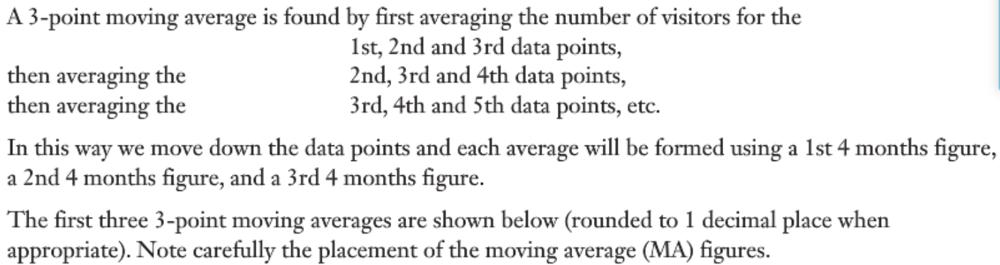 A 3-point moving average is found by first averaging the number of visitors for the
1st, 2nd and 3rd data points,
then averaging the 2nd, 3rd and 4th data points,
then averaging the 3rd, 4th and 5th data points, etc.
In this way we move down the data points and each average will be formed using a 1st 4 months figure,
a 2nd 4 months figure, and a 3rd 4 months figure.
The first three 3-point moving averages are shown below (rounded to 1 decimal place when
appropriate). Note carefully the placement of the moving average (MA) figures.